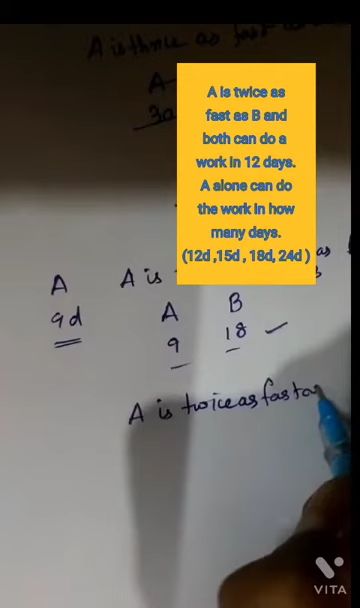 A is thrice as fast
A
3a
A is twice as
fast as B and
both can do a
work in 12 days.
A alone can do
the work in how
many days.
(12d ,15d , 18d, 24d )
A A is as
9d A B
9 18
A is twice as fast a
VITA